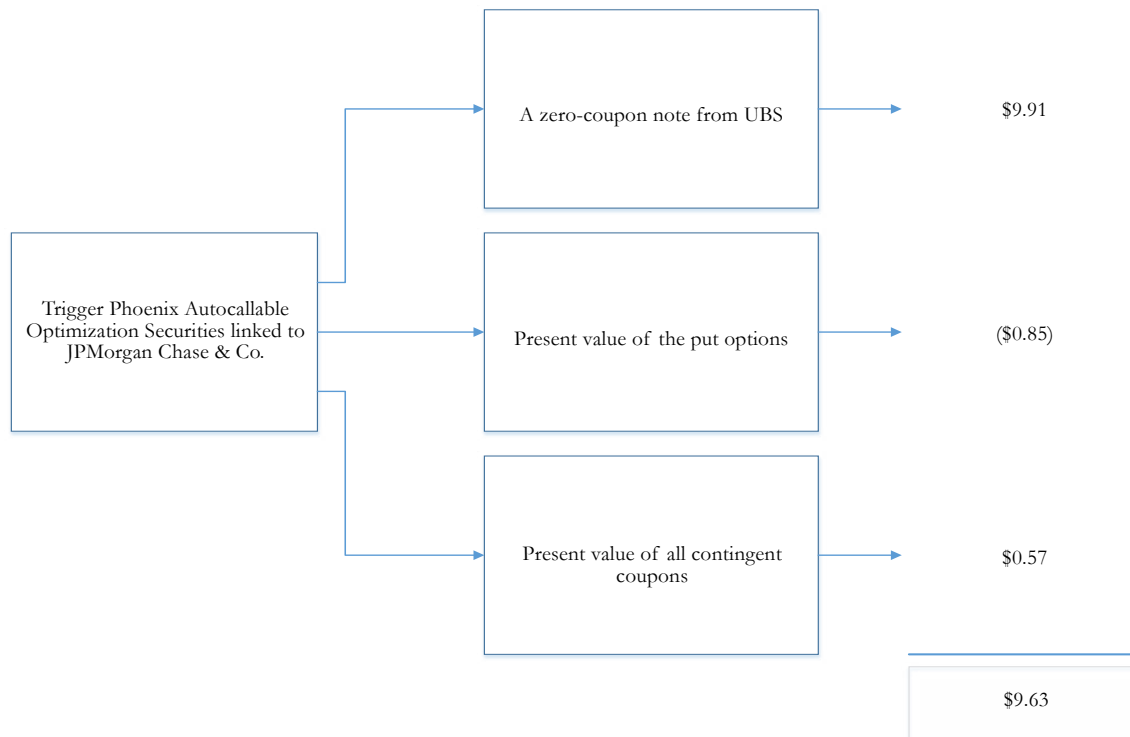 A zero-coupon note from UBS
$9.91
Trigger Phoenix Autocallable
Optimization Securities linked to
JPMorgan Chase & Co.
Present value of the put options
($0.85)
Present value of all contingent
coupons
$0.57
$9.63